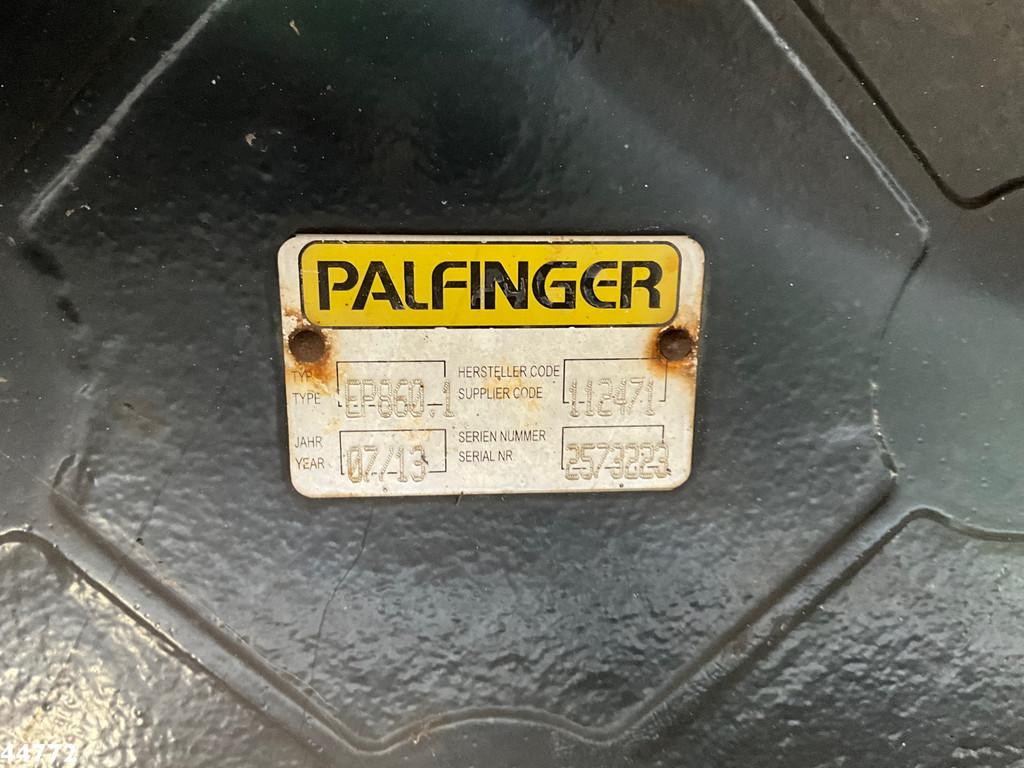 PALFINGER
TYP HERSTELLER CODE
TYPE EP860.1 SUPPLIER CODE 112471
JAHR SERIEN NUMMER
YEAR 07/13 SERIAL NR 2573223
44772